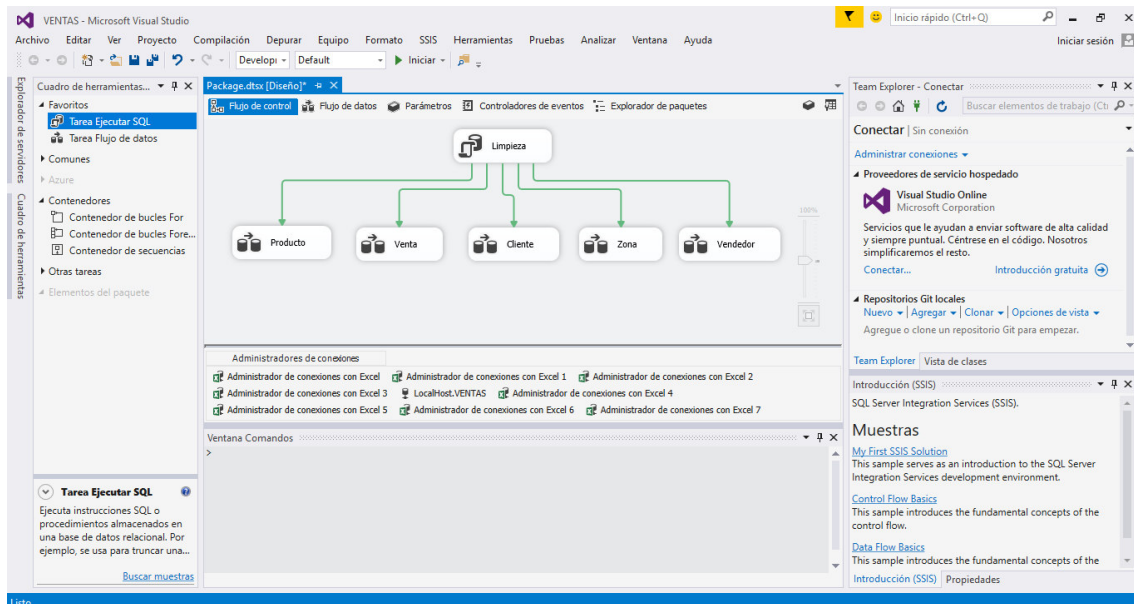 VENTAS - Microsoft Visual Studio
Inicio rápido (Ctrl+Q)
Archivo Editar Ver Proyecto Compilación Depurar Equipo Formato SSIS Herramientas Pruebas Analizar Ventana Ayuda
Iniciar sesión
Developi Default Iniciar
Explorador de servidores
Cuadro de herramientas
Cuadro de herramientas...
Favoritos
Tarea Ejecutar SQL
Tarea Flujo de datos
Comunes
Azure
Contenedores
Contenedor de bucles For
Contenedor de bucles Fore...
Contenedor de secuencias
Otras tareas
Elementos del paquete
Tarea Ejecutar SQL
Ejecuta instrucciones SQL o
procedimientos almacenados en
una base de datos relacional. Por
ejemplo, se usa para truncar una...
Buscar muestras
Package.dtsx [Diseño]*
Flujo de control Flujo de datos Parámetros Controladores de eventos Explorador de paquetes
Limpieza
Producto
Venta
Cliente
Zona
Vendedor
100%
Administradores de conexiones
Administrador de conexiones con Excel Administrador de conexiones con Excel 1 Administrador de conexiones con Excel 2
Administrador de conexiones con Excel 3 LocalHost.VENTAS Administrador de conexiones con Excel 4
Administrador de conexiones con Excel 5 Administrador de conexiones con Excel 6 Administrador de conexiones con Excel 7
Ventana Comandos
>
Team Explorer - Conectar
Buscar elementos de trabajo (Ct
Conectar | Sin conexión
Administrar conexiones
Proveedores de servicio hospedado
Visual Studio Online
Microsoft Corporation
Servicios que le ayudan a enviar software de alta calidad
y siempre puntual. Céntrese en el código. Nosotros
simplificaremos el resto.
Conectar... Introducción gratuita
Repositorios Git locales
Nuevo | Agregar | Clonar | Opciones de vista
Agregue o clone un repositorio Git para empezar.
Team Explorer Vista de clases
Introducción (SSIS)
SQL Server Integration Services (SSIS).
Muestras
My First SSIS Solution
This sample serves as an introduction to the SQL Server
Integration Services development environment.
Control Flow Basics
This sample introduces the fundamental concepts of the
control flow.
Data Flow Basics
This sample introduces the fundamental concepts of the
Introducción (SSIS) Propiedades
Listo